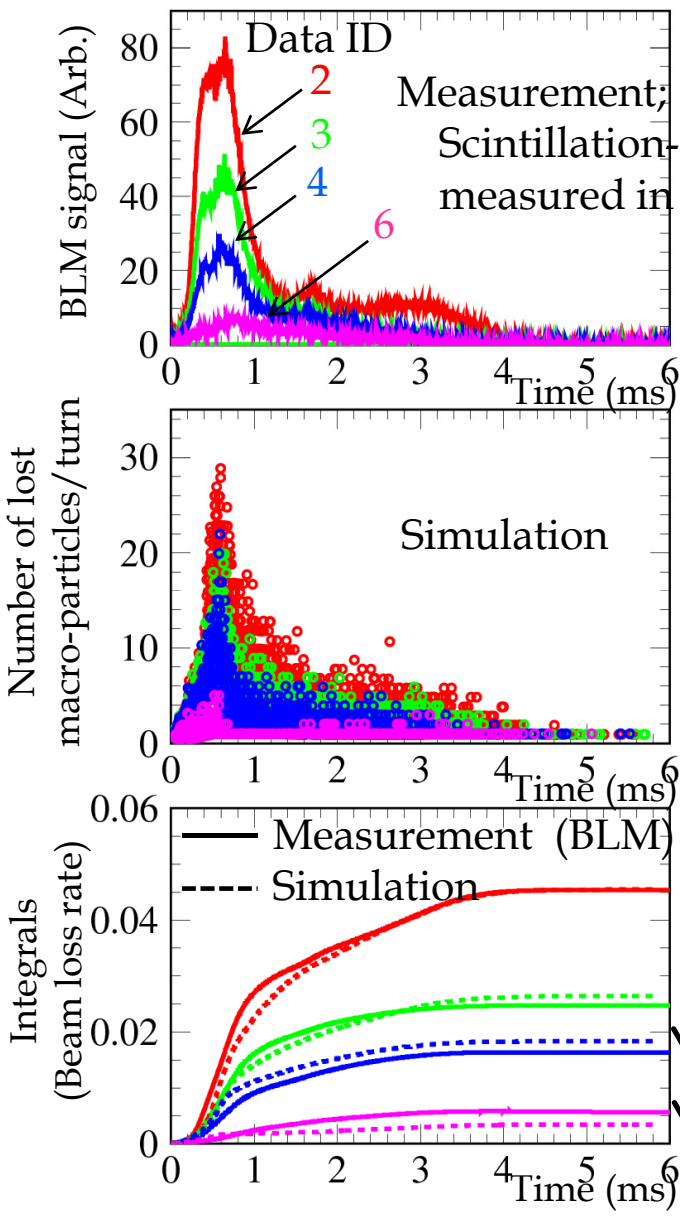 Data ID
2
3
4
6
Measurement;
Scintillation-
measured in
BLM signal (Arb.)
80
60
40
20
0
0 1 2 3 4 5 6
Time (ms)
Number of lost
macro-particles/turn
30
20
10
0
Simulation
0 1 2 3 4 5 6
Time (ms)
Integrals
(Beam loss rate)
0.06
0.04
0.02
0
Measurement (BLM)
Simulation
0 1 2 3 4 5 6
Time (ms)